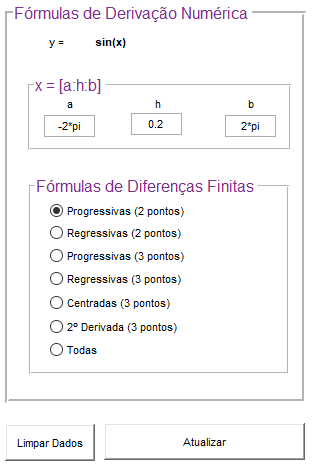 Fórmulas de Derivação Numérica
y = sin(x)
x = [a:h:b]
a h b
-2*pi 0.2 2*pi
Fórmulas de Diferenças Finitas
Progressivas (2 pontos)
Regressivas (2 pontos)
Progressivas (3 pontos)
Regressivas (3 pontos)
Centradas (3 pontos)
2º Derivada (3 pontos)
Todas
Limpar Dados Atualizar